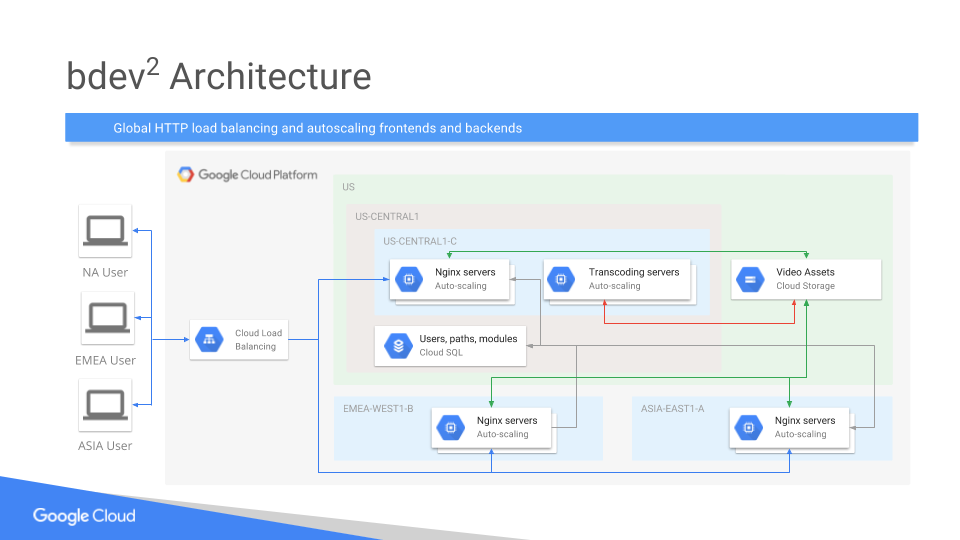 bdev² Architecture
Global HTTP load balancing and autoscaling frontends and backends
Google Cloud Platform
US
US-CENTRAL1
US-CENTRAL1-C
Nginx servers
Auto-scaling
Transcoding servers
Auto-scaling
Video Assets
Cloud Storage
NA User
Cloud Load
Balancing
Users, paths, modules
Cloud SQL
EMEA User
EMEA-WEST1-B
Nginx servers
Auto-scaling
ASIA-EAST1-A
Nginx servers
Auto-scaling
ASIA User
Google Cloud